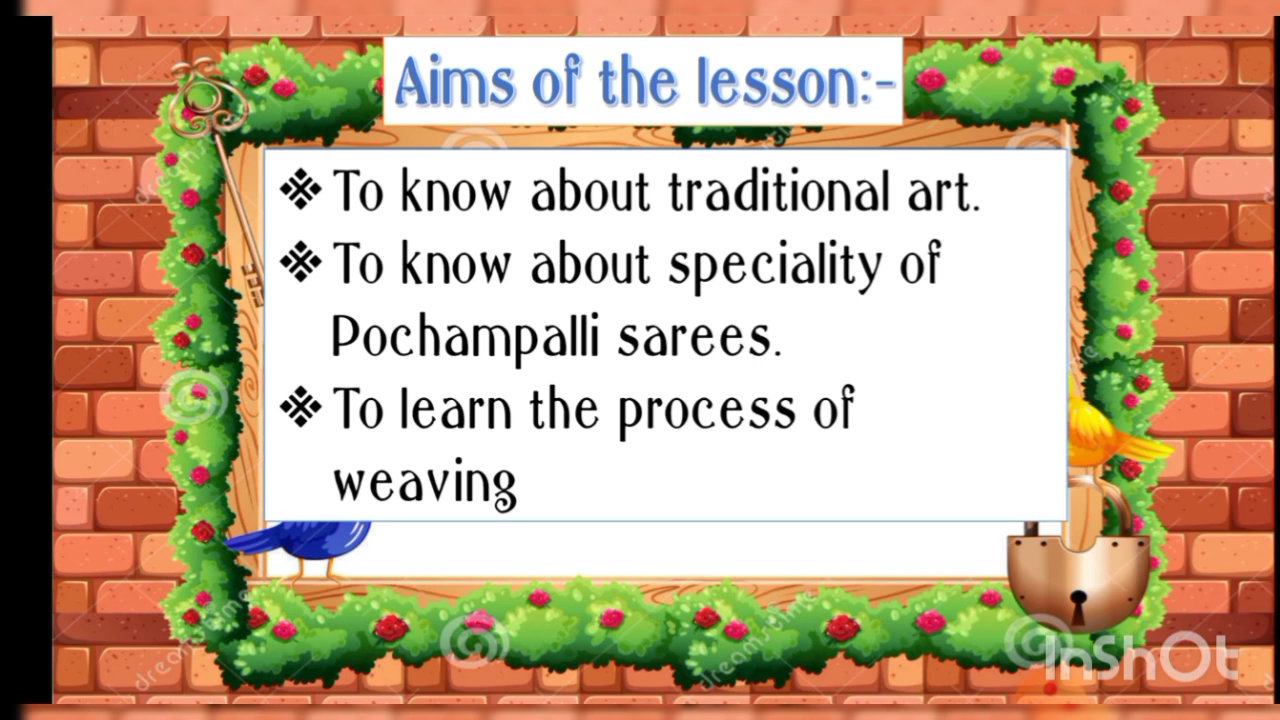 Aims of the lesson:-
❖ To know about traditional art.
❖ To know about speciality of
Pochampalli sarees.
❖ To learn the process of
weaving
InShOt